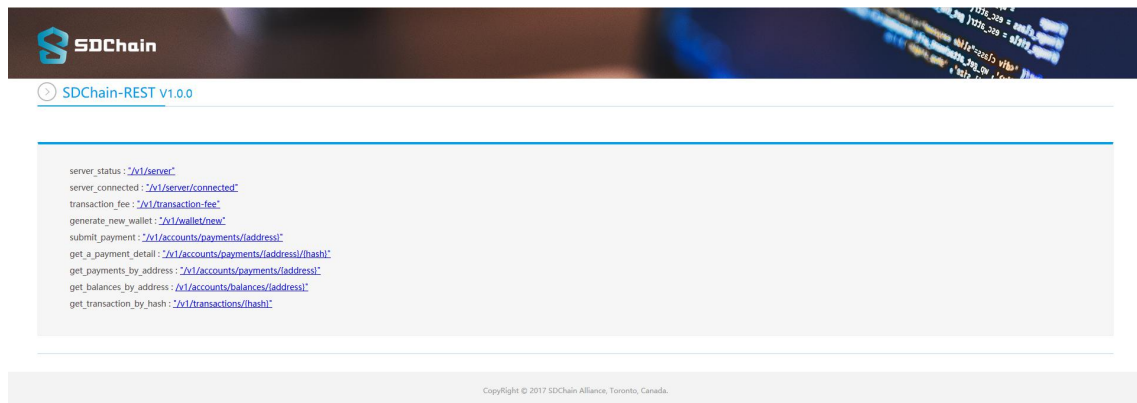 SDChain
SDChain-REST V1.0.0
server_status : "/v1/server"
server_connected : "/v1/server/connected"
transaction_fee : "/v1/transaction-fee"
generate_new_wallet : "/v1/wallet/new"
submit_payment : "/v1/accounts/payments/{address}"
get_a_payment_detail : "/v1/accounts/payments/{address}/{hash}"
get_payments_by_address : "/v1/accounts/payments/{address}"
get_balances_by_address : /v1/accounts/balances/{address}"
get_transaction_by_hash : "/v1/transactions/{hash}"
CopyRight © 2017 SDChain Alliance, Toronto, Canada.